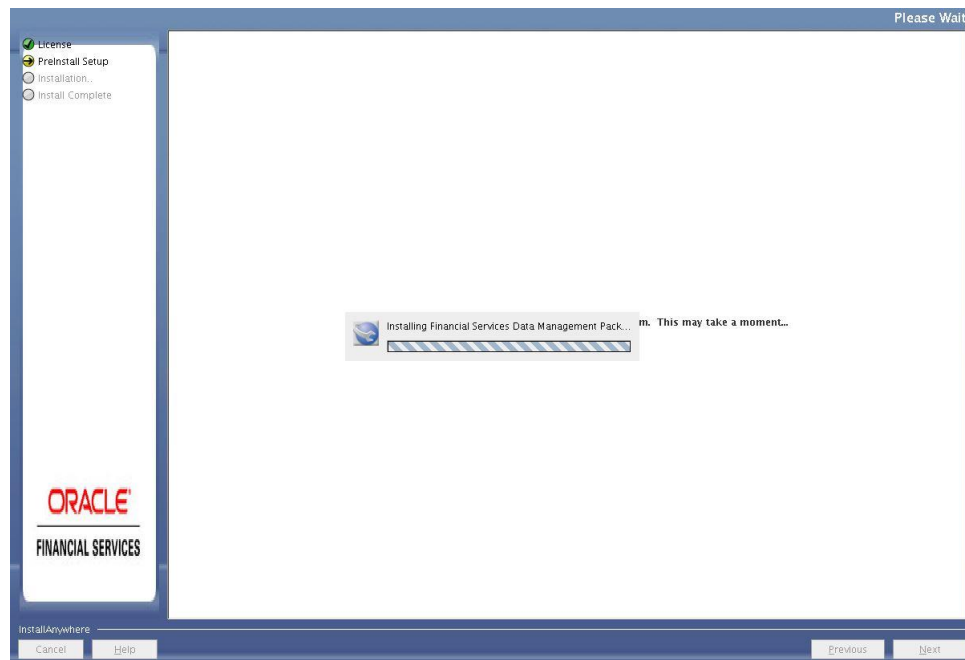 Please Wait
License
PreInstall Setup
Installation..
Install Complete
Installing Financial Services Data Management Pack...
m. This may take a moment...
ORACLE
FINANCIAL SERVICES
InstallAnywhere
Cancel
Help
Previous
Next